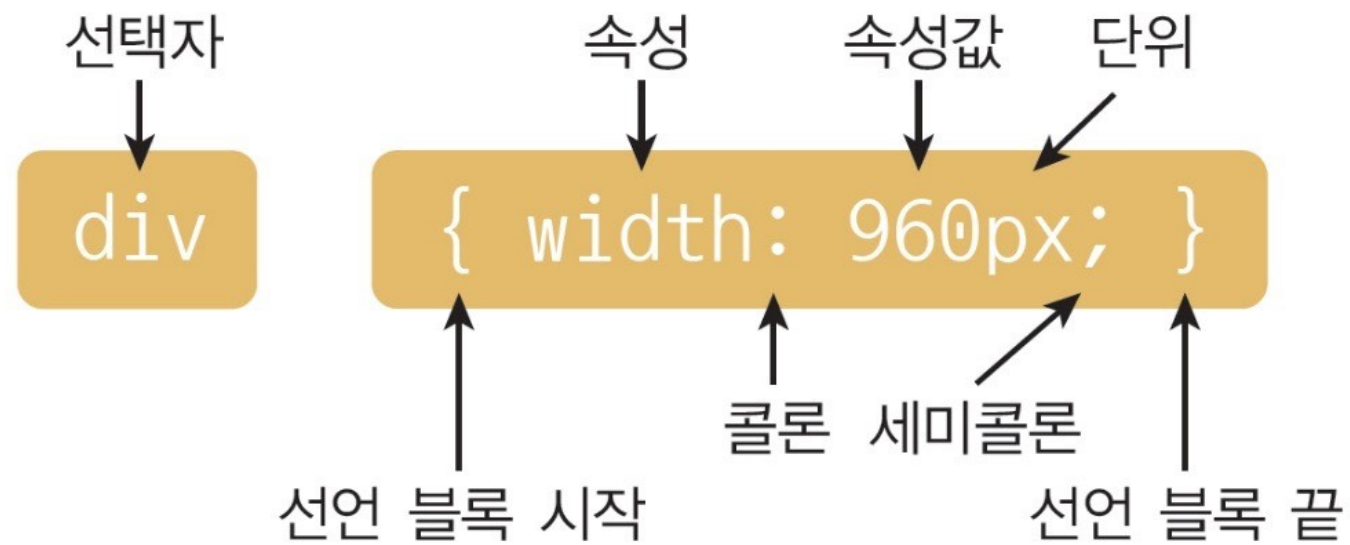 선택자 속성 속성값 단위
div { width: 960px; }
콜론 세미콜론
선언 블록 시작 선언 블록 끝